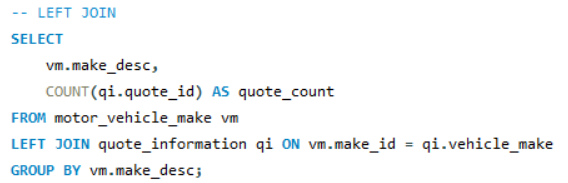 -- LEFT JOIN
SELECT
    vm.make_desc,
    COUNT(qi.quote_id) AS quote_count
FROM motor_vehicle_make vm
LEFT JOIN quote_information qi ON vm.make_id = qi.vehicle_make
GROUP BY vm.make_desc;